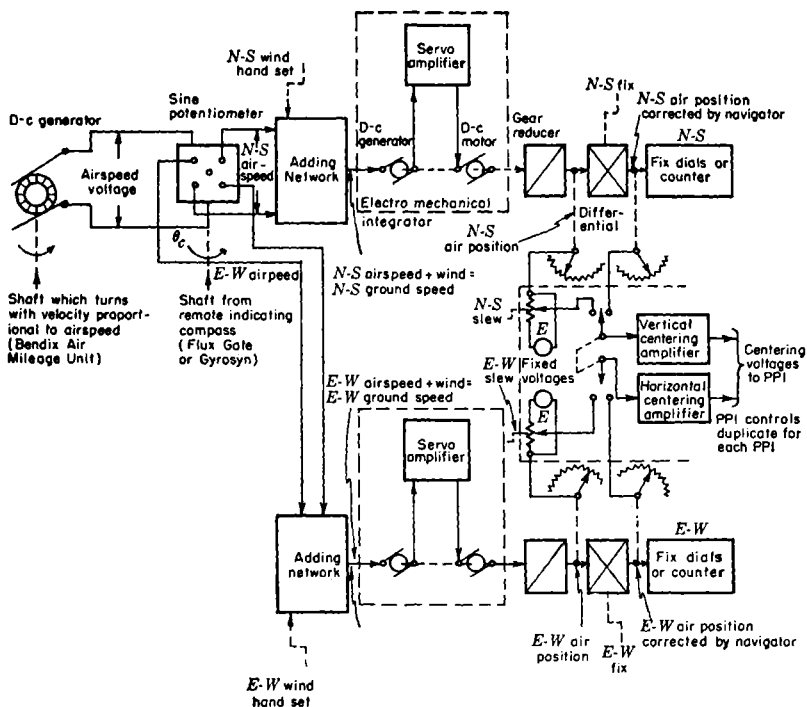 N-S wind
hand set
Servo
amplifier
N-S fix
N-S air position
corrected by navigator
D-c generator
Sine
potentiometer
D-c
generator
D-c
motor
Gear
reducer
N-S
Airspeed
voltage
N-S
air-
speed
Adding
Network
Fix dials or
counter
Electro mechanical
integrator
Differ-
ential
N-S
air position
θc
E-W airpeed
N-S airspeed + wind =
N-S ground speed
Shaft which turns
with velocity proport-
ional to airspeed
(Bendix Air
Mileage Unit)
Shaft from
remote indicating
compass
(Flux Gate
or Gyrosyn)
N-S
slew
E
Vertical
centering
amplifier
Centering
voltages
to PPI
E-W
slew
Fixed
voltages
E
Horizontal
centering
amplifier
PPI controls
duplicate for
each PPI
E-W airspeed + wind =
E-W ground speed
Servo
amplifier
Adding
network
E-W
Fix dials
or counter
E-W air
position
E-W
fix
E-W air position
corrected by navigator
E-W wind
hand set